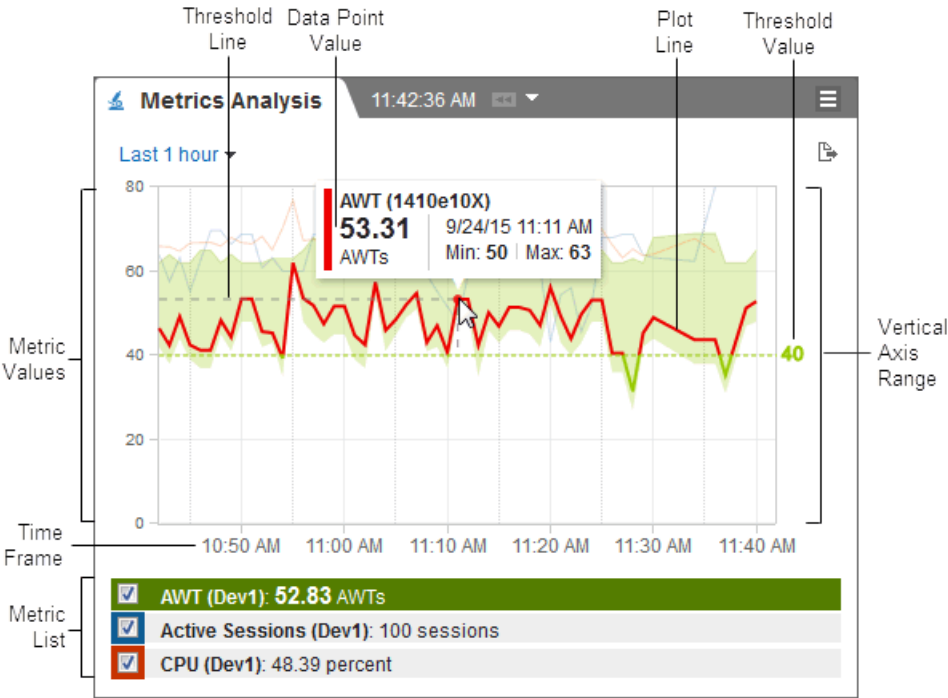 Threshold Line
Data Point Value
Plot Line
Threshold Value
Metrics Analysis
11:42:36 AM
Last 1 hour
80
60
40
20
0
AWT (1410e10X)
53.31
AWTs
9/24/15 11:11 AM
Min: 50 | Max: 63
40
Metric Values
Vertical Axis Range
Time Frame
10:50 AM 11:00 AM 11:10 AM 11:20 AM 11:30 AM 11:40 AM
Metric List
AWT (Dev1): 52.83 AWTs
Active Sessions (Dev1): 100 sessions
CPU (Dev1): 48.39 percent